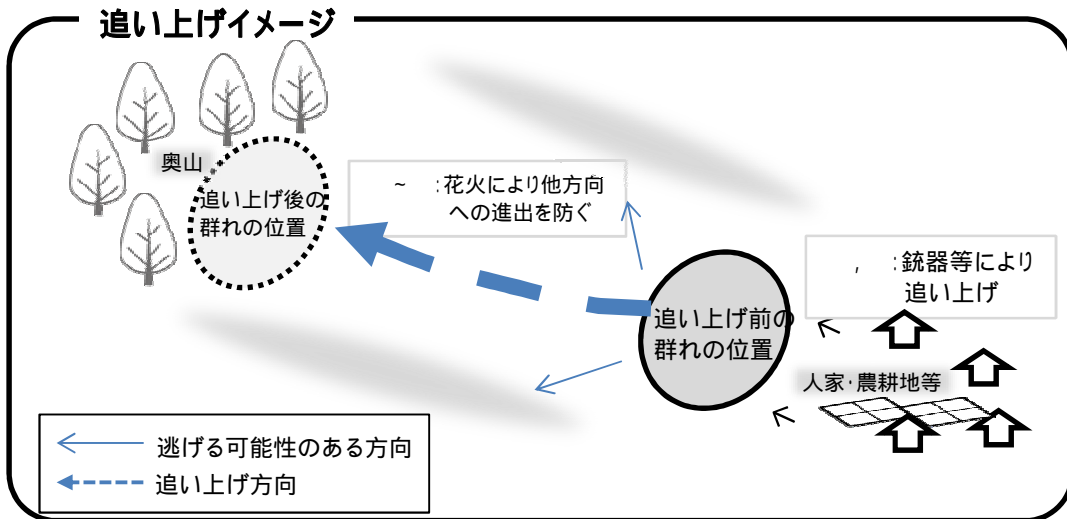 追い上げイメージ
奥山
追い上げ後の
群れの位置
~ :花火により他方向
への進出を防ぐ
, :銃器等により
追い上げ
追い上げ前の
群れの位置
人家・農耕地等
逃げる可能性のある方向
追い上げ方向